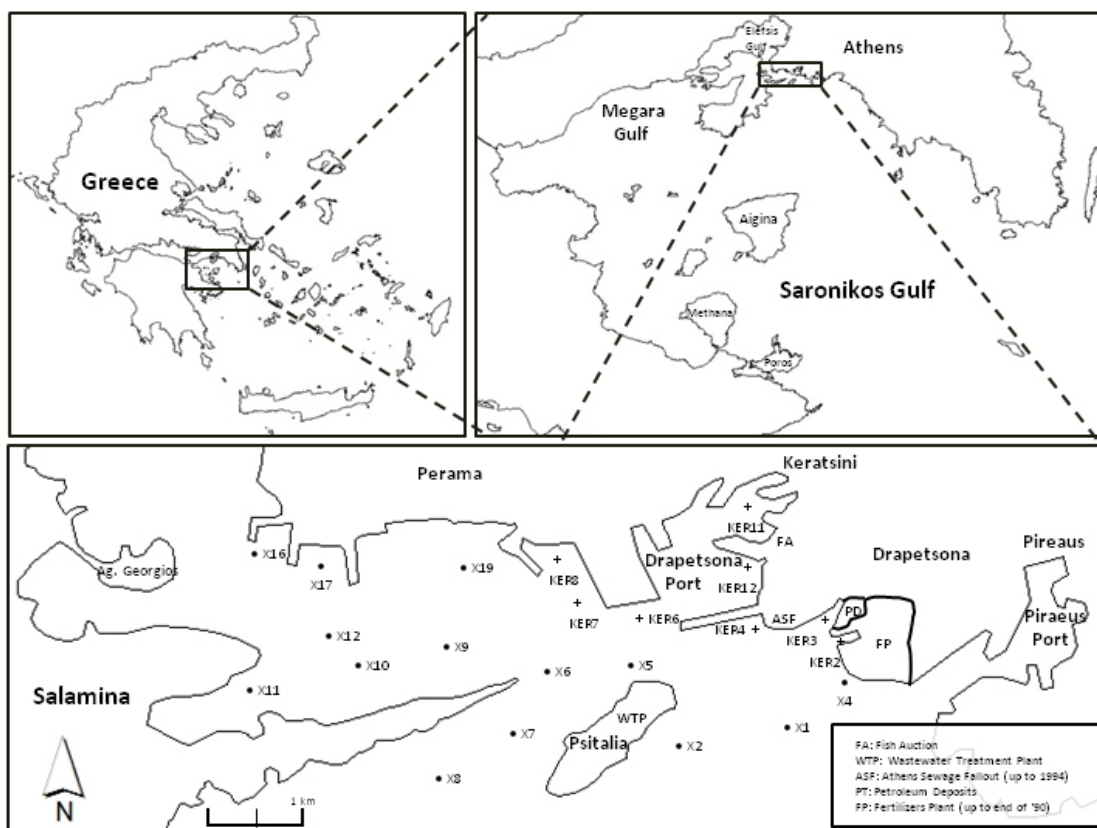 Greece
Elefsis
Gulf
Athens
Megara
Gulf
Aigina
Saronikos Gulf
Methana
Poros
Perama
Keratsini
KER11
FA
Drapetsona
Pireaus
X16
Ag. Georgios
X17
X19
KER8
Drapetsona
Port
KER12
PD
Piraeus
Port
KER7
KER6
KER4
ASF
KER3
KER2
FP
X12
X9
X10
X6
X5
X4
Salamina
X11
WTP
Psitalia
X7
X2
X1
X8
N
1 km
FA: Fish Auction
WTP: Wastewater Treatment Plant
ASF: Athens Sewage Fallout (up to 1994)
PT: Petroleum Deposits
FP: Fertilizers Plant (up to end of '90)